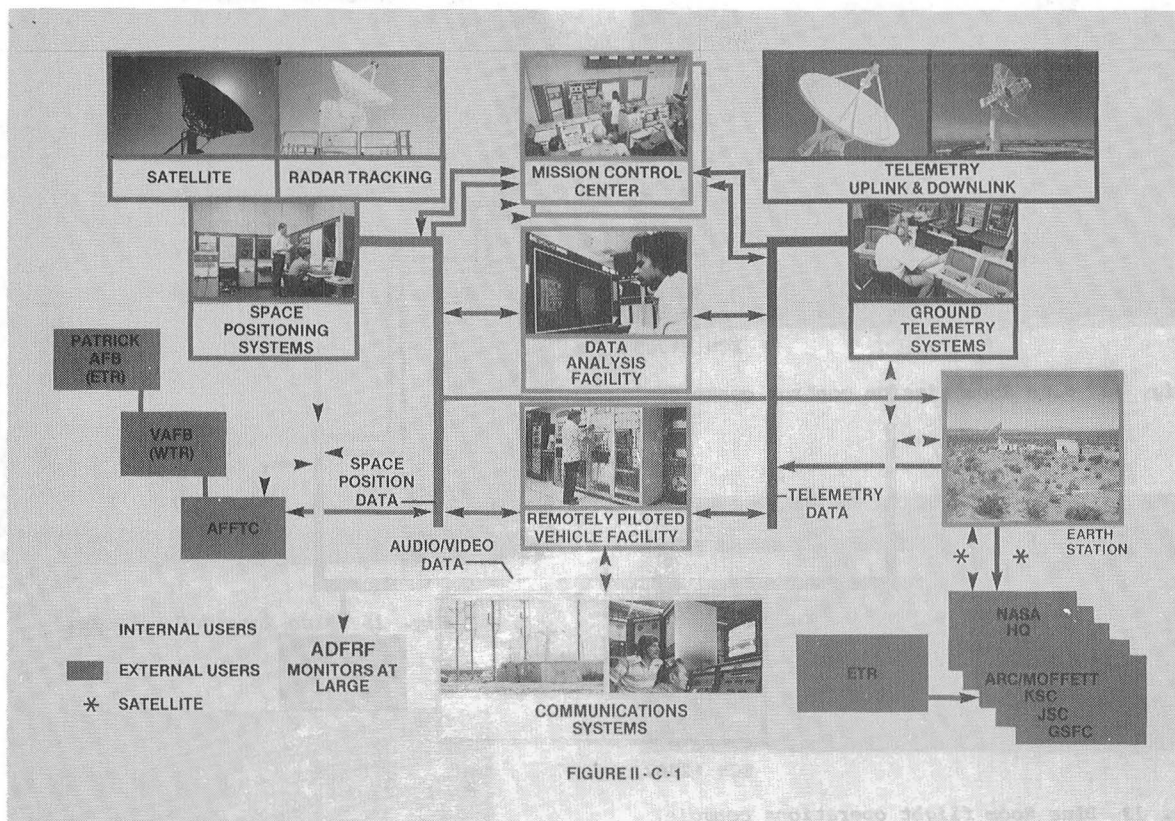 SATELLITE
RADAR TRACKING
MISSION CONTROL
CENTER
TELEMETRY
UPLINK & DOWNLINK
SPACE
POSITIONING
SYSTEMS
DATA
ANALYSIS
FACILITY
GROUND
TELEMETRY
SYSTEMS
PATRICK
AFB
(ETR)
VAFB
(WTR)
AFFTC
SPACE
POSITION
DATA
AUDIO/VIDEO
DATA
REMOTELY PILOTED
VEHICLE FACILITY
TELEMETRY
DATA
EARTH
STATION
* *
INTERNAL USERS
EXTERNAL USERS
* SATELLITE
ADFRF
MONITORS AT
LARGE
COMMUNICATIONS
SYSTEMS
ETR
NASA
HQ
ARC/MOFFETT
KSC
JSC
GSFC
FIGURE II - C - 1